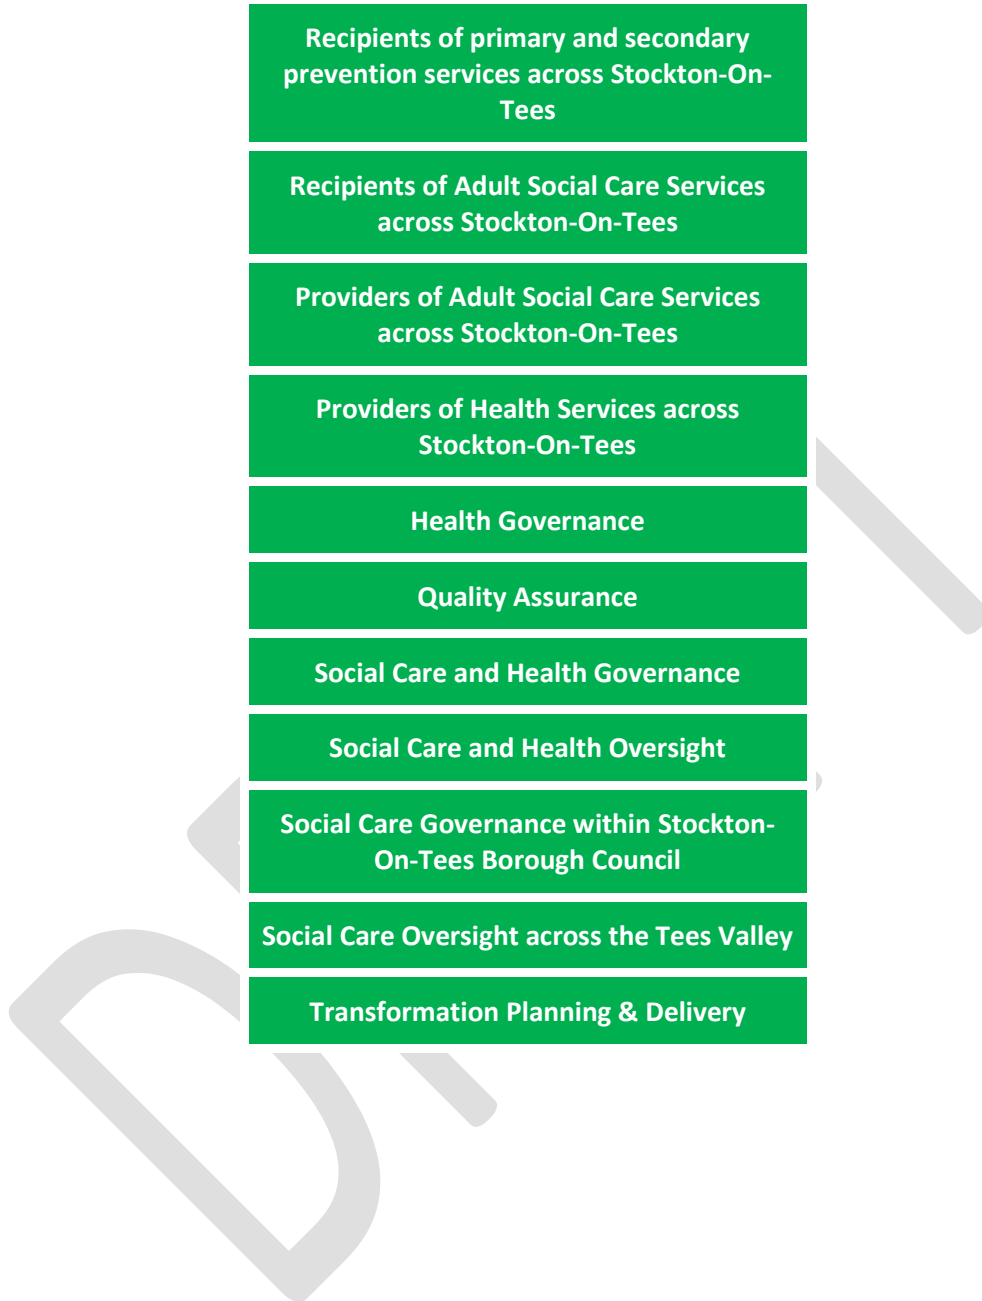 Recipients of primary and secondary
prevention services across Stockton-On-
Tees
Recipients of Adult Social Care Services
across Stockton-On-Tees
Providers of Adult Social Care Services
across Stockton-On-Tees
Providers of Health Services across
Stockton-On-Tees
Health Governance
Quality Assurance
Social Care and Health Governance
Social Care and Health Oversight
Social Care Governance within Stockton-
On-Tees Borough Council
Social Care Oversight across the Tees Valley
Transformation Planning & Delivery